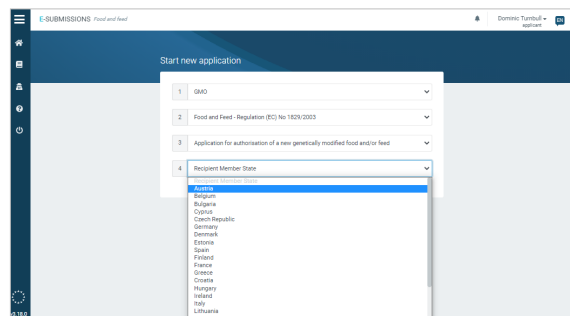 E-SUBMISSIONS Food and feed
Dominic Turnbull
applicant
EN
Start new application
1 GMO
2 Food and Feed - Regulation (EC) No 1829/2003
3 Application for authorisation of a new genetically modified food and/or feed
4 Recipient Member State
Recipient Member State
Austria
Belgium
Bulgaria
Cyprus
Czech Republic
Germany
Denmark
Estonia
Spain
Finland
France
Greece
Croatia
Hungary
Ireland
Italy
Lithuania
v3.18.0